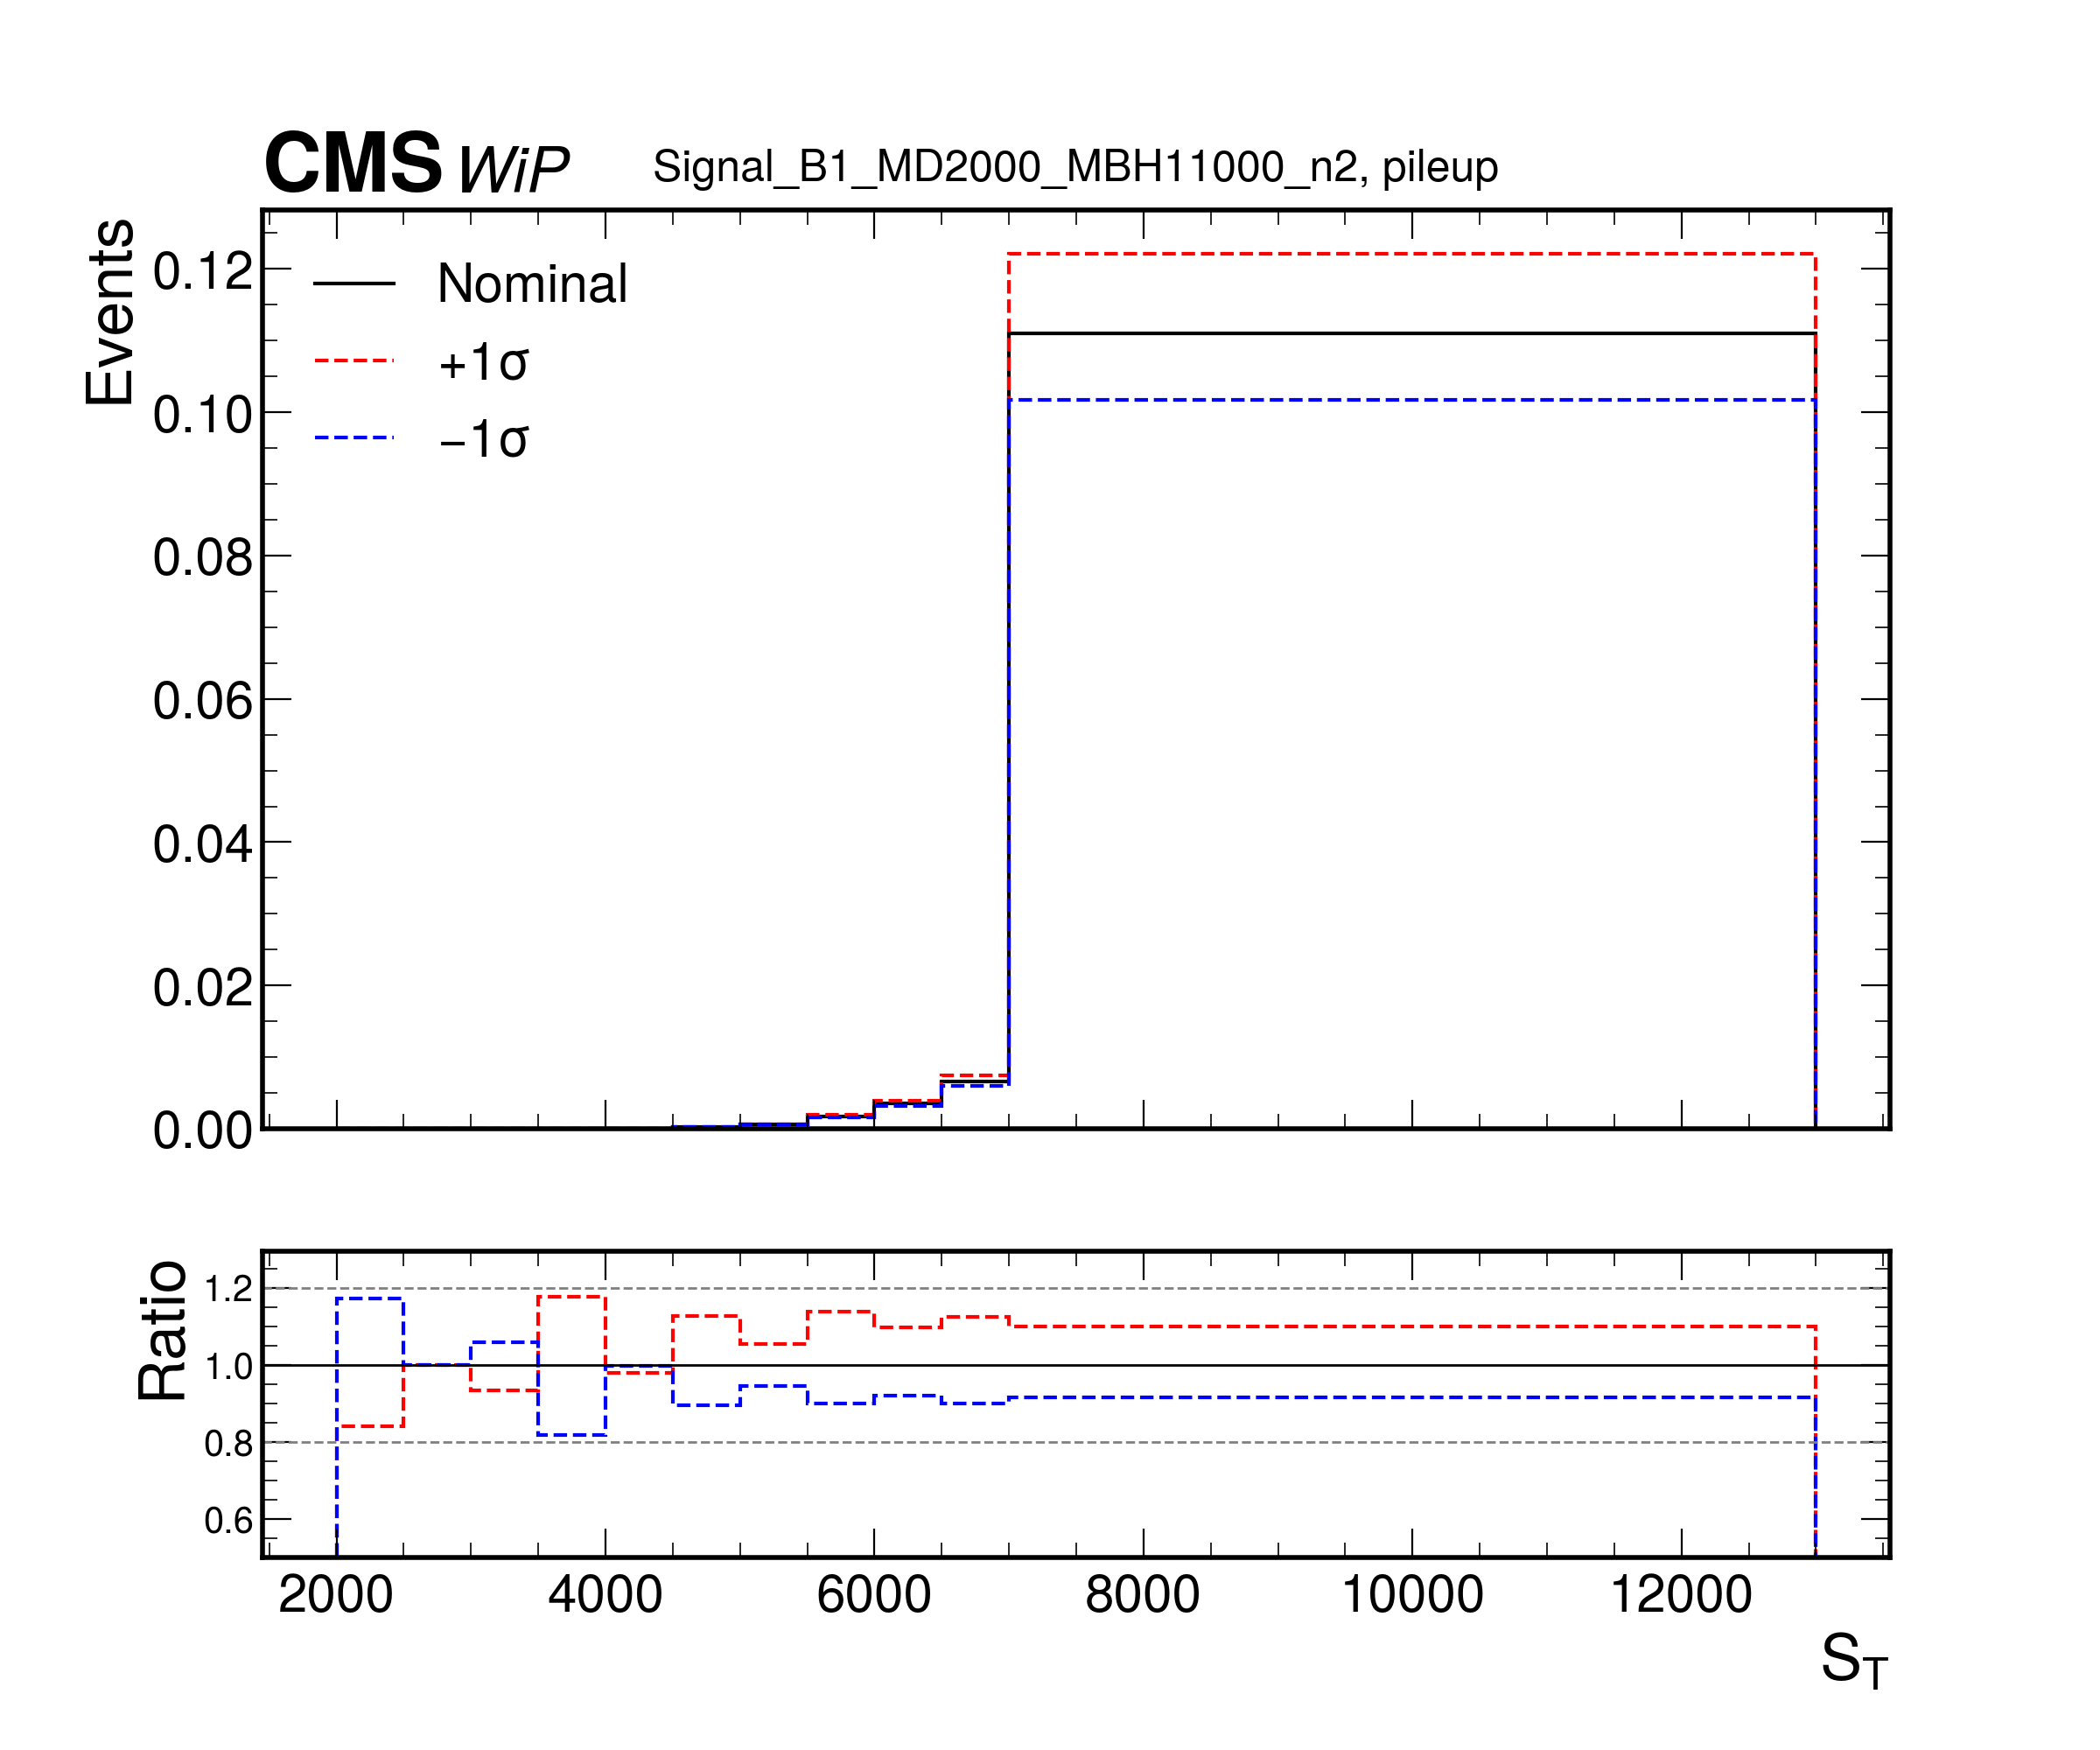 CMS WiP Signal_B1_MD2000_MBH11000_n2, pileup
Events
0.12
0.10
0.08
0.06
0.04
0.02
0.00
Nominal
+1σ
−1σ
Ratio
1.2
1.0
0.8
0.6
2000 4000 6000 8000 10000 12000
S_T